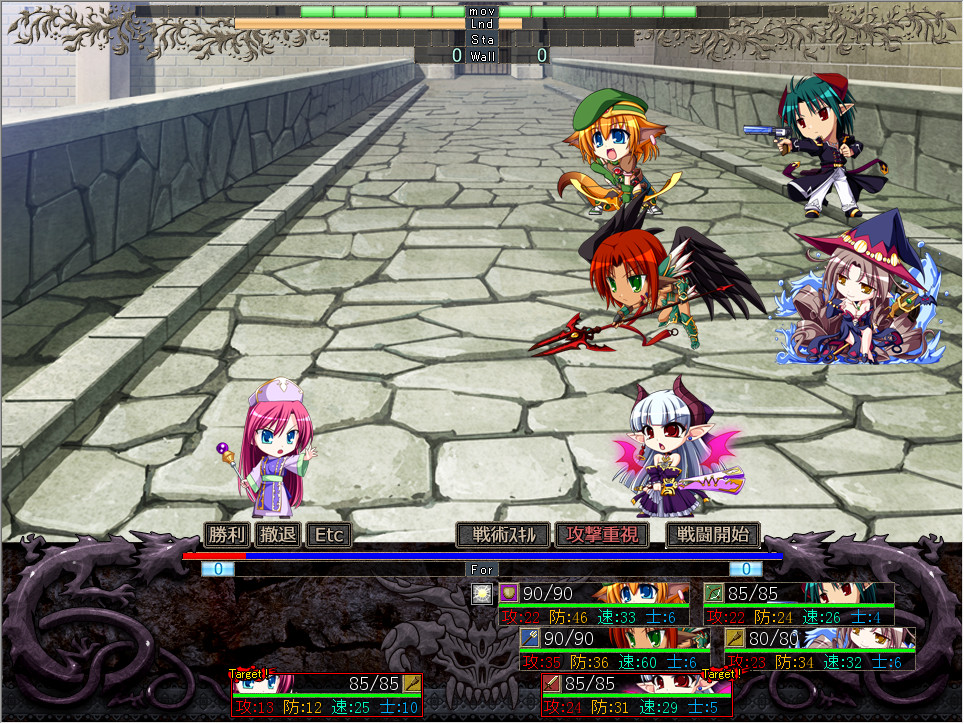 mov
Lnd
Sta
0 Wall 0
勝利 撤退 Etc 戦術ｽｷﾙ 攻撃重視 戦闘開始
0 For 0
90/90 85/85
攻:22 防:46 速:33 士:6 攻:22 防:24 速:26 士:4
90/90 80/80
攻:35 防:36 速:60 士:6 攻:23 防:34 速:32 士:6
Target! Target!
85/85 85/85
攻:13 防:12 速:25 士:10 攻:24 防:31 速:29 士:5